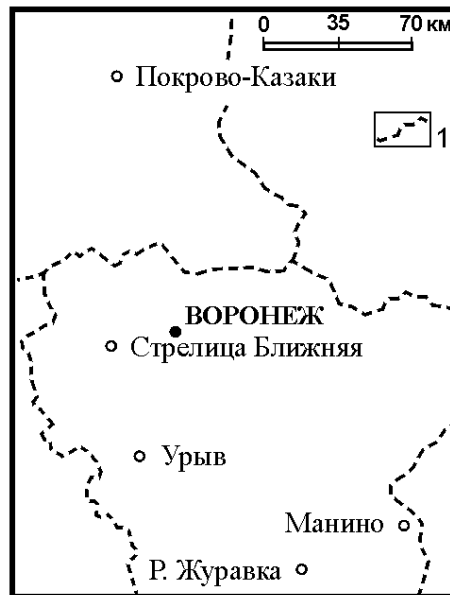 0 35 70 км
Покрово-Казаки
1
ВОРОНЕЖ
Стрелица Ближняя
Урыв
Манино
Р. Журавка